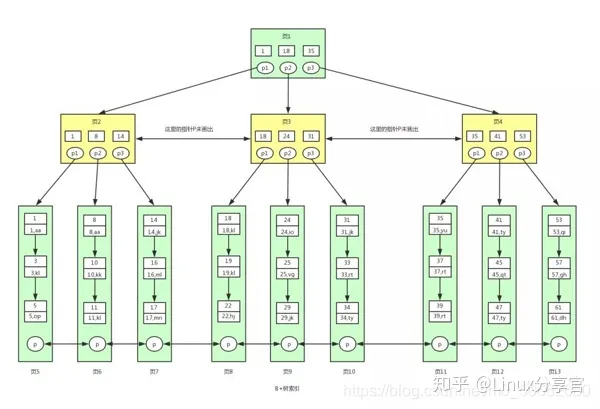 页1
1 18 35
p1 p2 p3
页2
1 8 14
p1 p2 p3
这里的指针P未画出
页3
18 24 31
p1 p2 p3
这里的指针P未画出
页4
35 41 53
p1 p2 p3
1
1,aa
3
3,kl
5
5,op
p
页5
8
8,aa
10
10,kk
11
11,kl
p
页6
14
14,jk
16
16,ml
17
17,mn
p
页7
18
18,kl
19
19,kl
22
22,hj
p
页8
24
24,io
25
25,vg
29
29,jk
p
页9
31
31,jk
33
33,rt
34
34,ty
p
页10
35
35,yu
37
37,rt
39
39,rt
p
页11
41
41,ty
45
45,qt
47
47,ty
p
页12
53
53,qi
57
57,gh
61
61,dh
p
页13
B+树索引
知乎 @Linux分享官